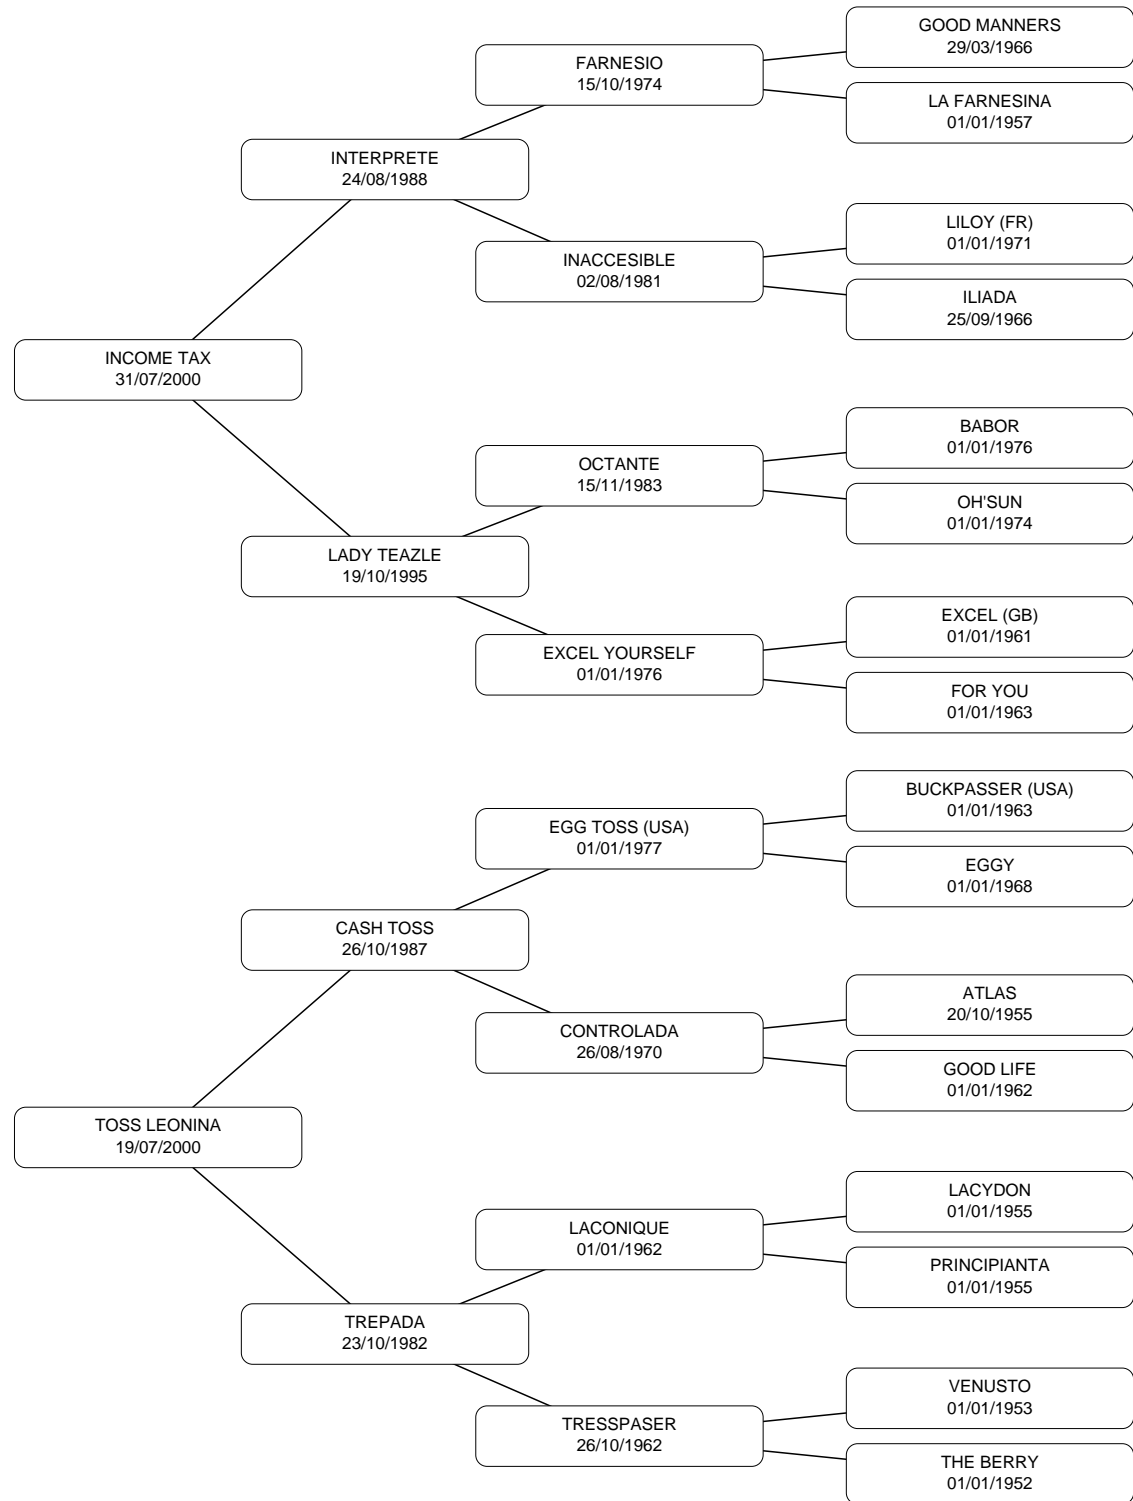 GOOD MANNERS
29/03/1966
FARNESIO
15/10/1974
LA FARNESINA
01/01/1957
INTERPRETE
24/08/1988
LILOY (FR)
01/01/1971
INACCESIBLE
02/08/1981
ILIADA
25/09/1966
INCOME TAX
31/07/2000
BABOR
01/01/1976
OCTANTE
15/11/1983
OH'SUN
01/01/1974
LADY TEAZLE
19/10/1995
EXCEL (GB)
01/01/1961
EXCEL YOURSELF
01/01/1976
FOR YOU
01/01/1963
BUCKPASSER (USA)
01/01/1963
EGG TOSS (USA)
01/01/1977
EGGY
01/01/1968
CASH TOSS
26/10/1987
ATLAS
20/10/1955
CONTROLADA
26/08/1970
GOOD LIFE
01/01/1962
TOSS LEONINA
19/07/2000
LACYDON
01/01/1955
LACONIQUE
01/01/1962
PRINCIPIANTA
01/01/1955
TREPADA
23/10/1982
VENUSTO
01/01/1953
TRESSPASER
26/10/1962
THE BERRY
01/01/1952